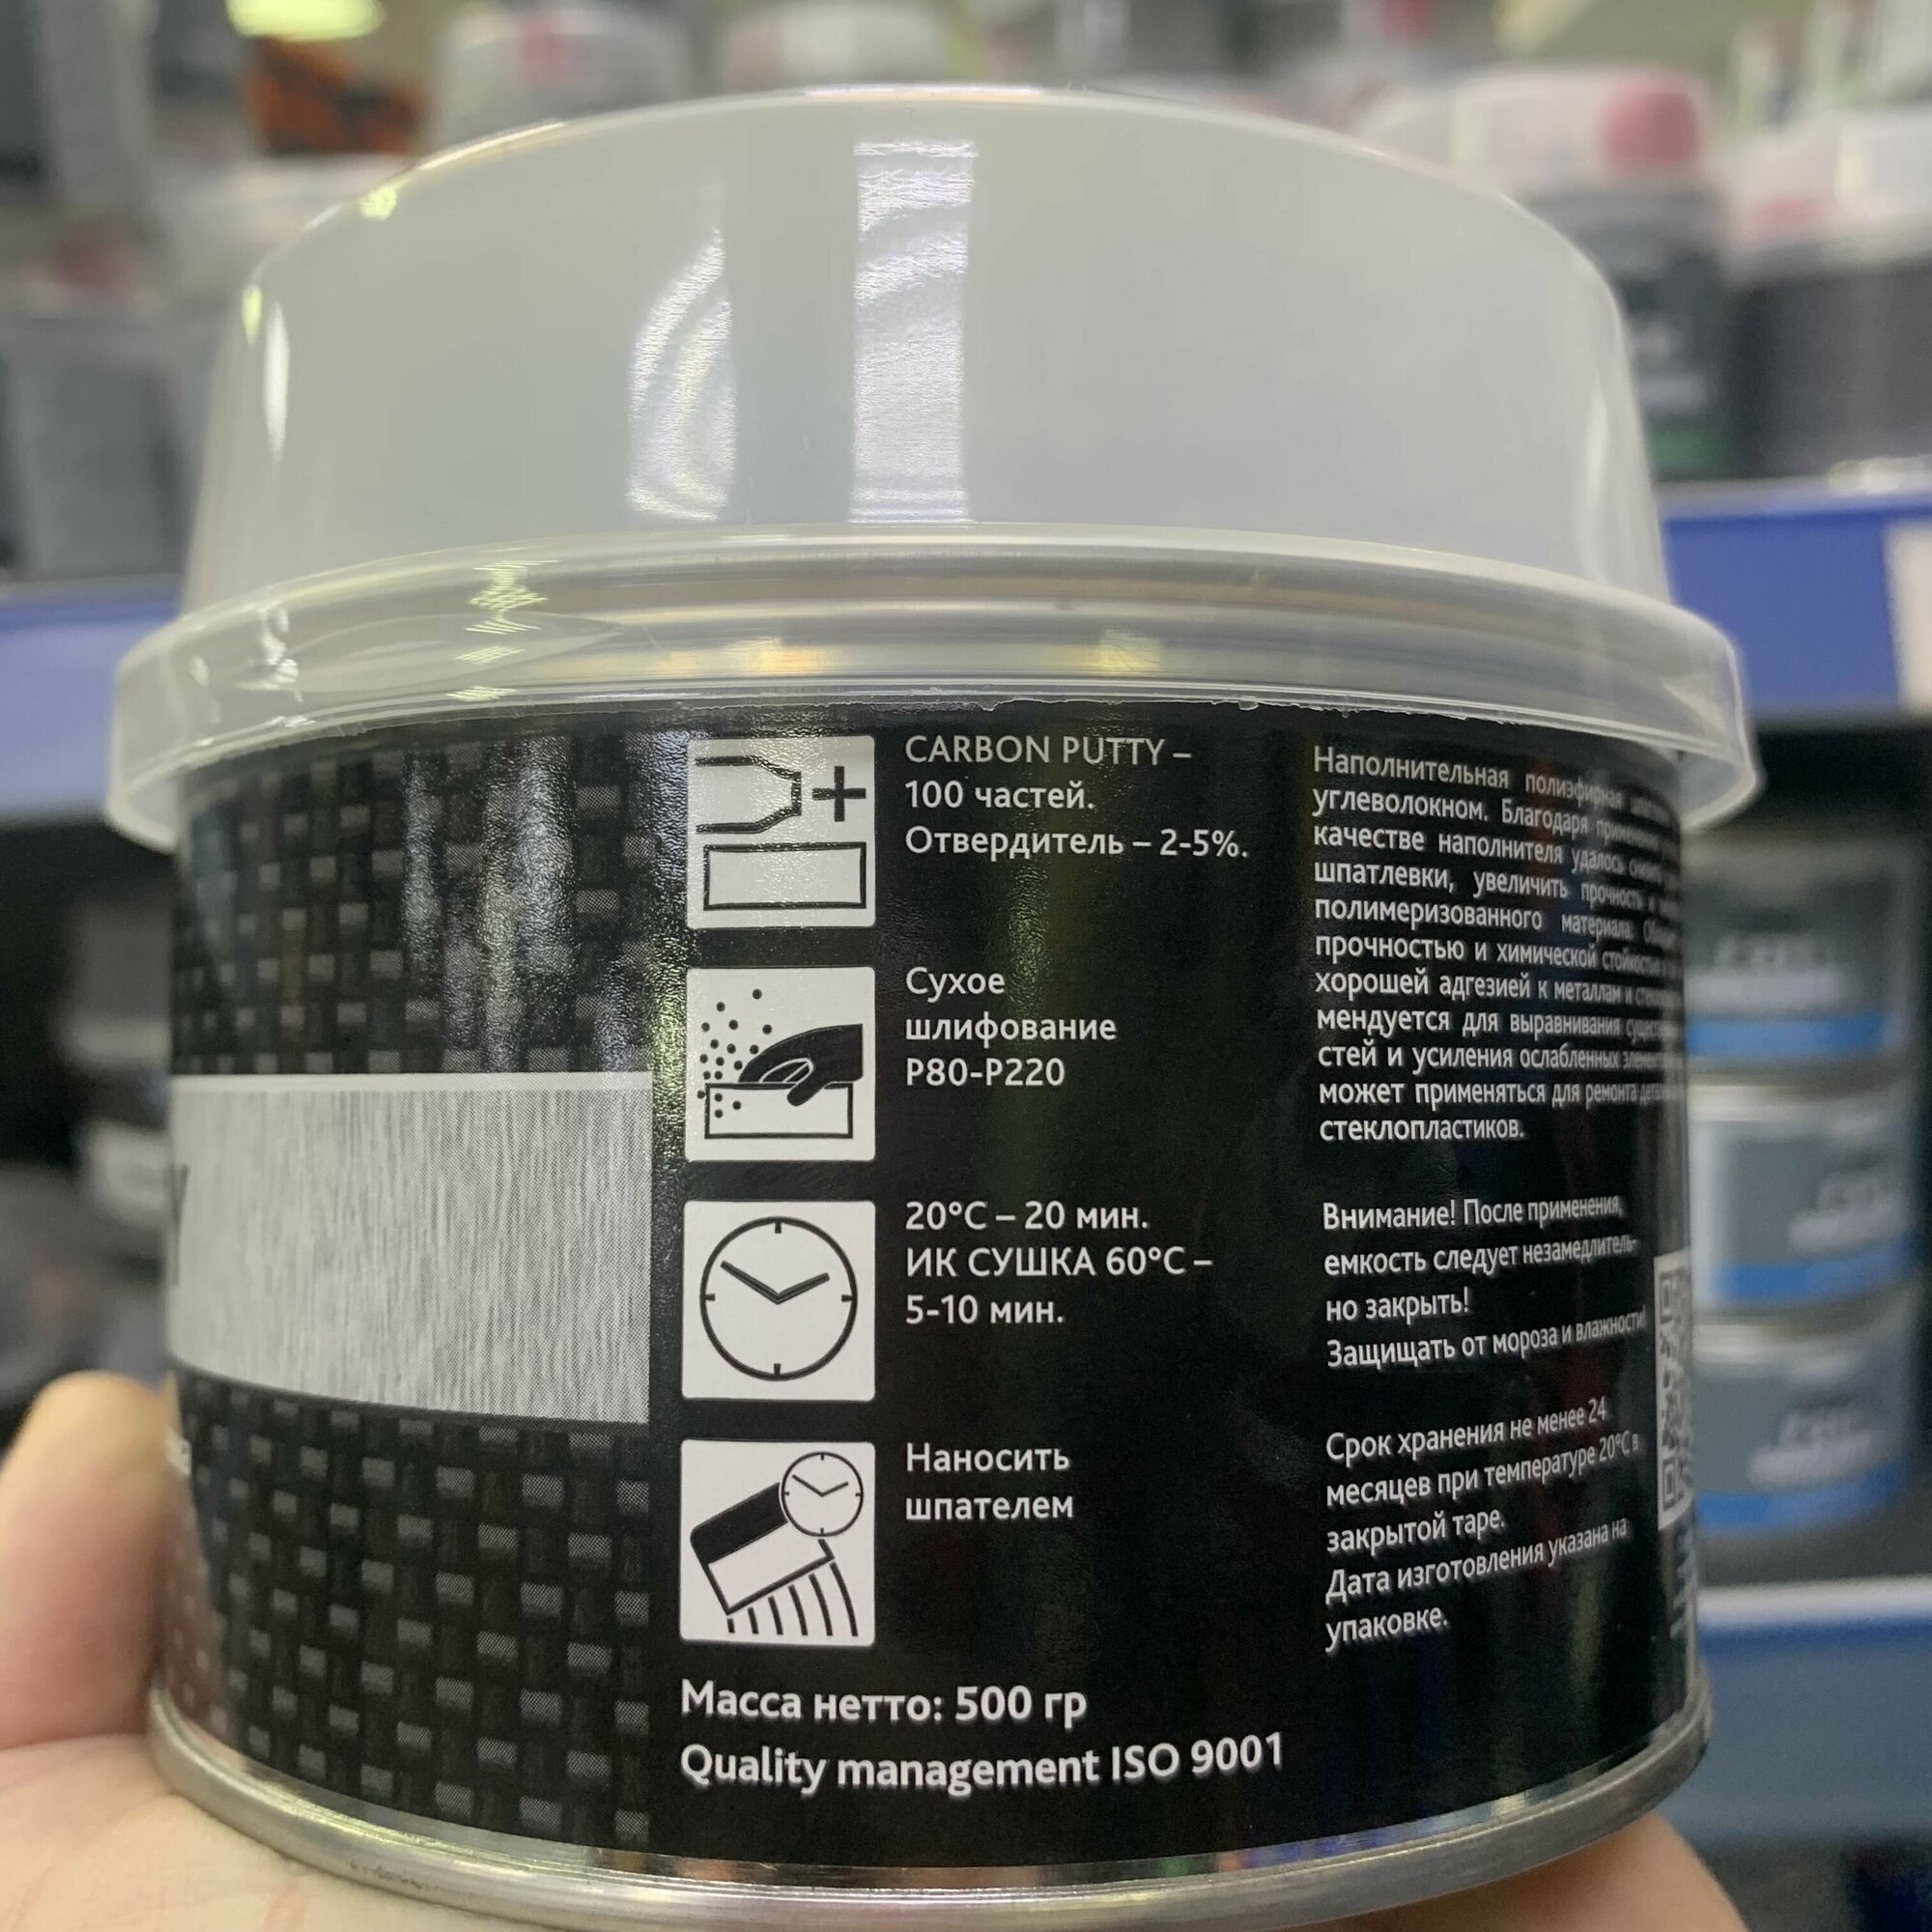 CARBON PUTTY –
100 частей.
Отвердитель – 2-5%.
Сухое
шлифование
P80-P220
20°C – 20 мин.
ИК СУШКА 60°C –
5-10 мин.
Наносить
шпателем
Масса нетто: 500 гр
Quality management ISO 9001
Наполнительная полиэфирная
углеволокном. Благодаря
качестве наполнителя удалось
шпатлевки, увеличить прочность и
полимеризованного материала.
прочностью и химической
хорошей адгезией к металлам и
мендуется для выравнивания
стей и усиления ослабленных
может применяться для ремонта
стеклопластиков.
Внимание! После применения,
емкость следует незамедлитель-
но закрыть!
Защищать от мороза и влажности!
Срок хранения не менее 24
месяцев при температуре 20°C в
закрытой таре.
Дата изготовления указана на
упаковке.